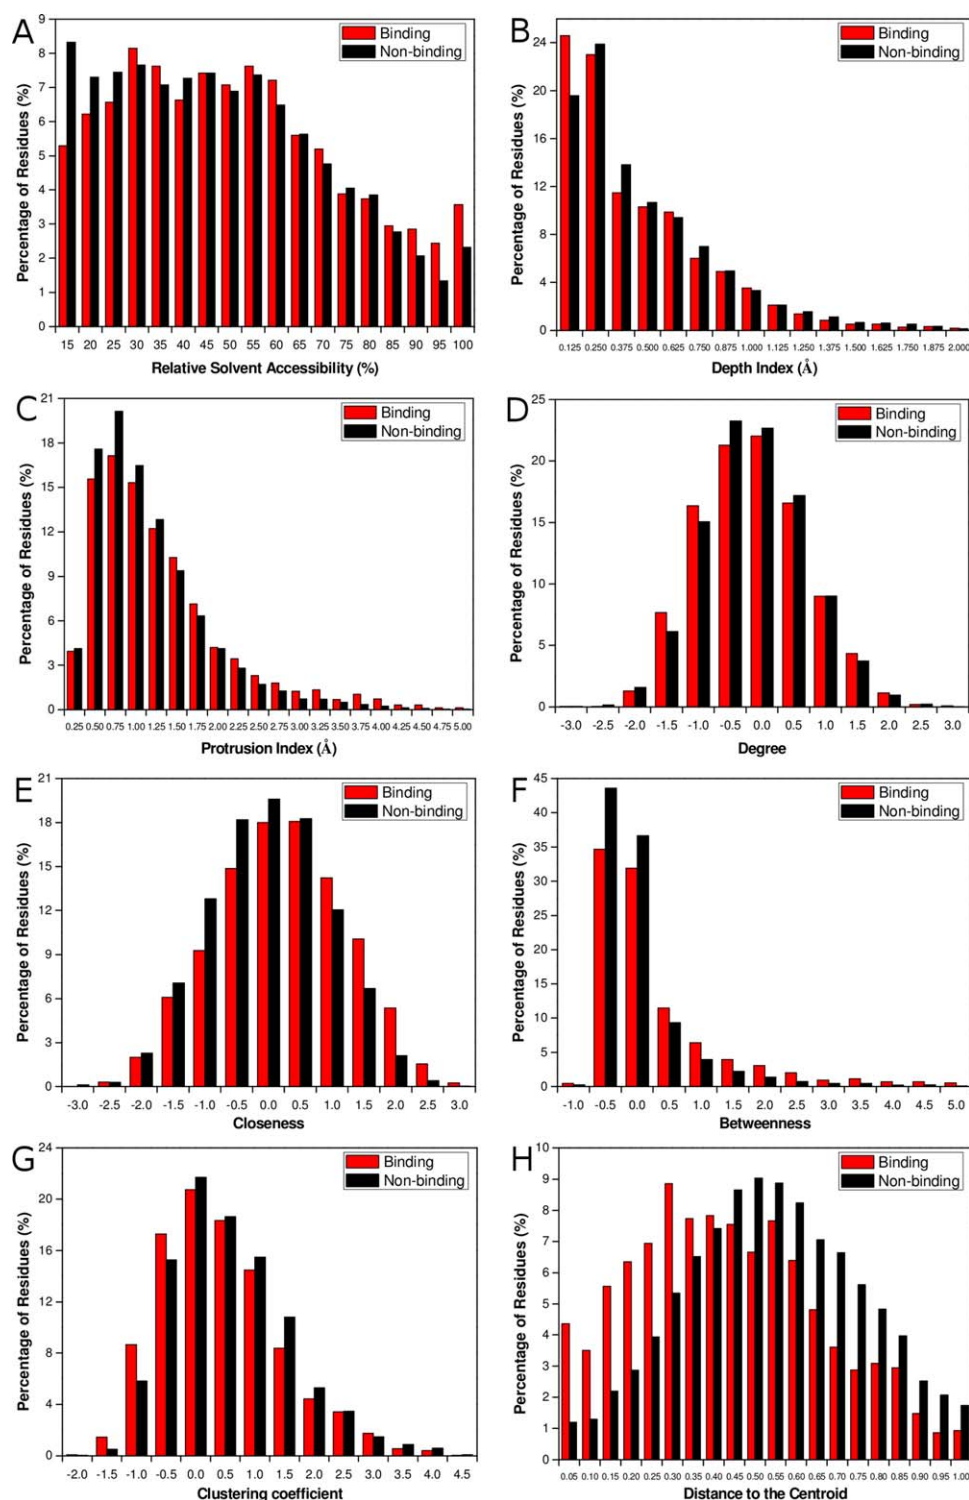 A
Percentage of Residues (%)
9
8
7
6
5
4
3
2
1
0
Binding
Non-binding
15 20 25 30 35 40 45 50 55 60 65 70 75 80 85 90 95 100
Relative Solvent Accessibility (%)
B
Percentage of Residues (%)
24
20
16
12
8
4
0
Binding
Non-binding
0.125 0.250 0.375 0.500 0.625 0.750 0.875 1.000 1.125 1.250 1.375 1.500 1.625 1.750 1.875 2.000
Depth Index (Å)
C
Percentage of Residues (%)
21
18
15
12
9
6
3
0
Binding
Non-binding
0.25 0.50 0.75 1.00 1.25 1.50 1.75 2.00 2.25 2.50 2.75 3.00 3.25 3.50 3.75 4.00 4.25 4.50 4.75 5.00
Protrusion Index (Å)
D
Percentage of Residues (%)
25
20
15
10
5
0
Binding
Non-binding
-3.0 -2.5 -2.0 -1.5 -1.0 -0.5 0.0 0.5 1.0 1.5 2.0 2.5 3.0
Degree
E
Percentage of Residues (%)
21
18
15
12
9
6
3
0
Binding
Non-binding
-3.0 -2.5 -2.0 -1.5 -1.0 -0.5 0.0 0.5 1.0 1.5 2.0 2.5 3.0
Closeness
F
Percentage of Residues (%)
45
40
35
30
25
20
15
10
5
0
Binding
Non-binding
-1.0 -0.5 0.0 0.5 1.0 1.5 2.0 2.5 3.0 3.5 4.0 4.5 5.0
Betweenness
G
Percentage of Residues (%)
24
20
16
12
8
4
0
Binding
Non-binding
-2.0 -1.5 -1.0 -0.5 0.0 0.5 1.0 1.5 2.0 2.5 3.0 3.5 4.0 4.5
Clustering coefficient
H
Percentage of Residues (%)
10
9
8
7
6
5
4
3
2
1
0
Binding
Non-binding
0.05 0.10 0.15 0.20 0.25 0.30 0.35 0.40 0.45 0.50 0.55 0.60 0.65 0.70 0.75 0.80 0.85 0.90 0.95 1.00
Distance to the Centroid